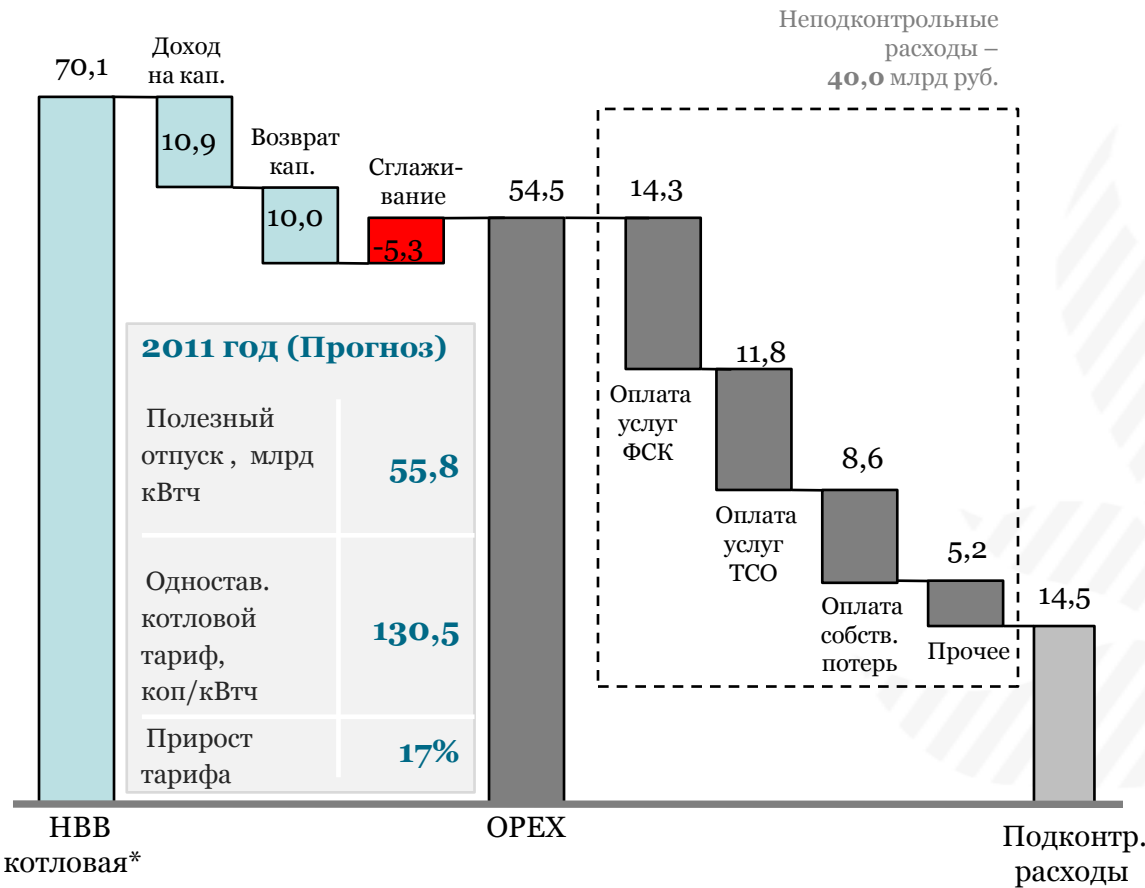 Неподконтрольные
расходы –
40,0 млрд руб.
70,1
Доход
на кап.
10,9
Возврат
кап.
10,0
Сглажи-
вание
-5,3
54,5
14,3
Оплата
услуг
ФСК
11,8
Оплата
услуг
ТСО
8,6
Оплата
собств.
потерь
5,2
Прочее
14,5
2011 год (Прогноз)
Полезный
отпуск , млрд
кВтч
55,8
Одностав.
котловой
тариф,
коп/кВтч
130,5
Прирост
тарифа
17%
НВВ
котловая*
OPEX
Подконтр.
расходы